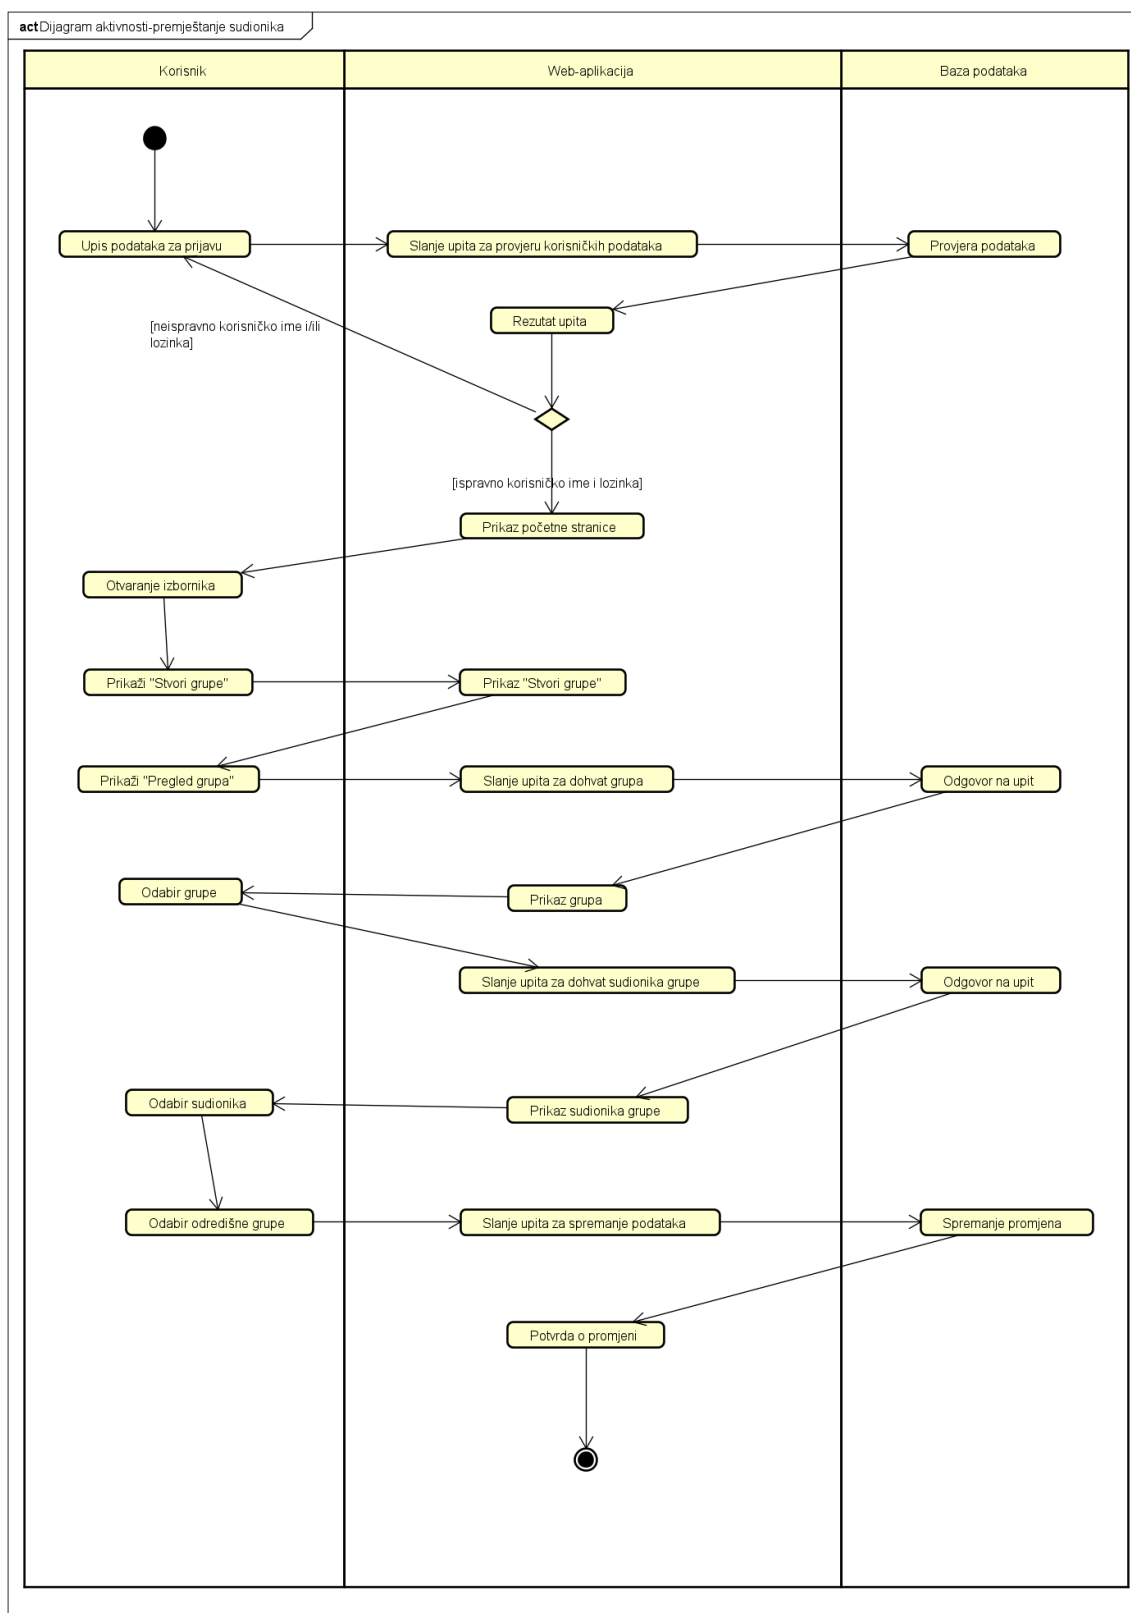 act Dijagram aktivnosti-premještanje sudionika
Korisnik
Web-aplikacija
Baza podataka
Upis podataka za prijavu
Slanje upita za provjeru korisničkih podataka
Provjera podataka
Rezutat upita
[neispravno korisničko ime i/ili
lozinka]
[ispravno korisničko ime i lozinka]
Prikaz početne stranice
Otvaranje izbornika
Prikaži "Stvori grupe"
Prikaz "Stvori grupe"
Prikaži "Pregled grupa"
Slanje upita za dohvat grupa
Odgovor na upit
Odabir grupe
Prikaz grupa
Slanje upita za dohvat sudionika grupe
Odgovor na upit
Odabir sudionika
Prikaz sudionika grupe
Odabir odredišne grupe
Slanje upita za spremanje podataka
Spremanje promjena
Potvrda o promjeni